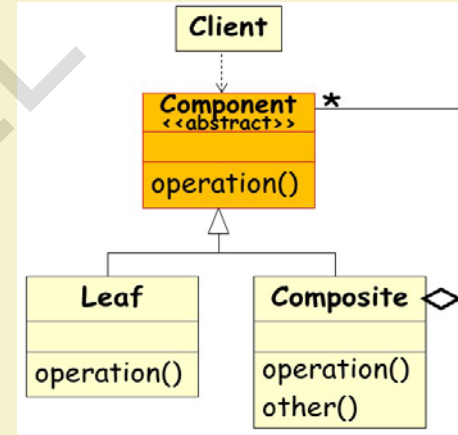 Client
Component
*
<<abstract>>
operation()
Leaf
Composite
operation()
operation()
other()